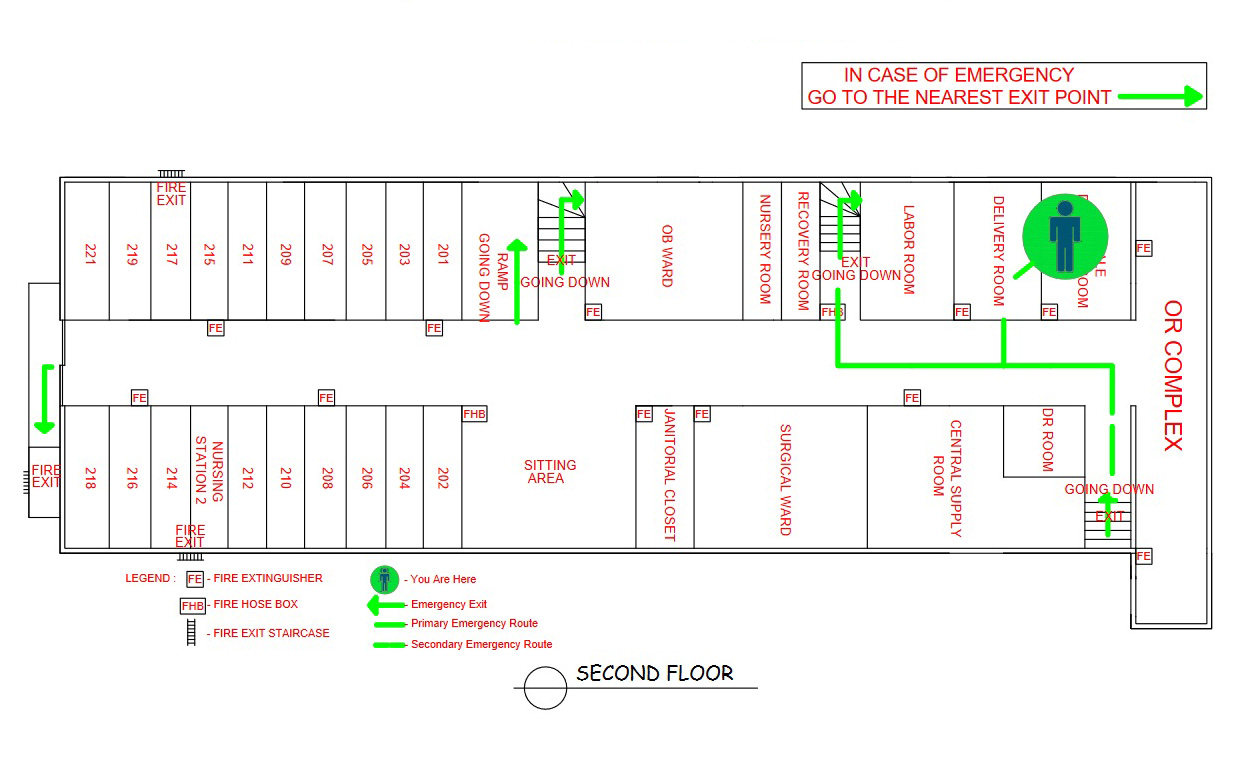 IN CASE OF EMERGENCY
GO TO THE NEAREST EXIT POINT
FIRE
EXIT
221
219
217
215
211
209
207
205
203
201
RAMP
GOING DOWN
EXIT
GOING DOWN
OB WARD
NURSERY ROOM
RECOVERY ROOM
EXIT
GOING DOWN
LABOR ROOM
DELIVERY ROOM
OOM
FE
FE
FE
FE
FHB
FE
FE
OR COMPLEX
FE
FE
FHB
FE
FE
FE
FIRE
EXIT
218
216
214
NURSING
STATION 2
212
210
208
206
204
202
SITTING
AREA
JANITORIAL CLOSET
SURGICAL WARD
CENTRAL SUPPLY
ROOM
DR ROOM
GOING DOWN
EXIT
FIRE
EXIT
FE
LEGEND :
FE - FIRE EXTINGUISHER
FHB - FIRE HOSE BOX
- FIRE EXIT STAIRCASE
- You Are Here
- Emergency Exit
- Primary Emergency Route
- Secondary Emergency Route
SECOND FLOOR